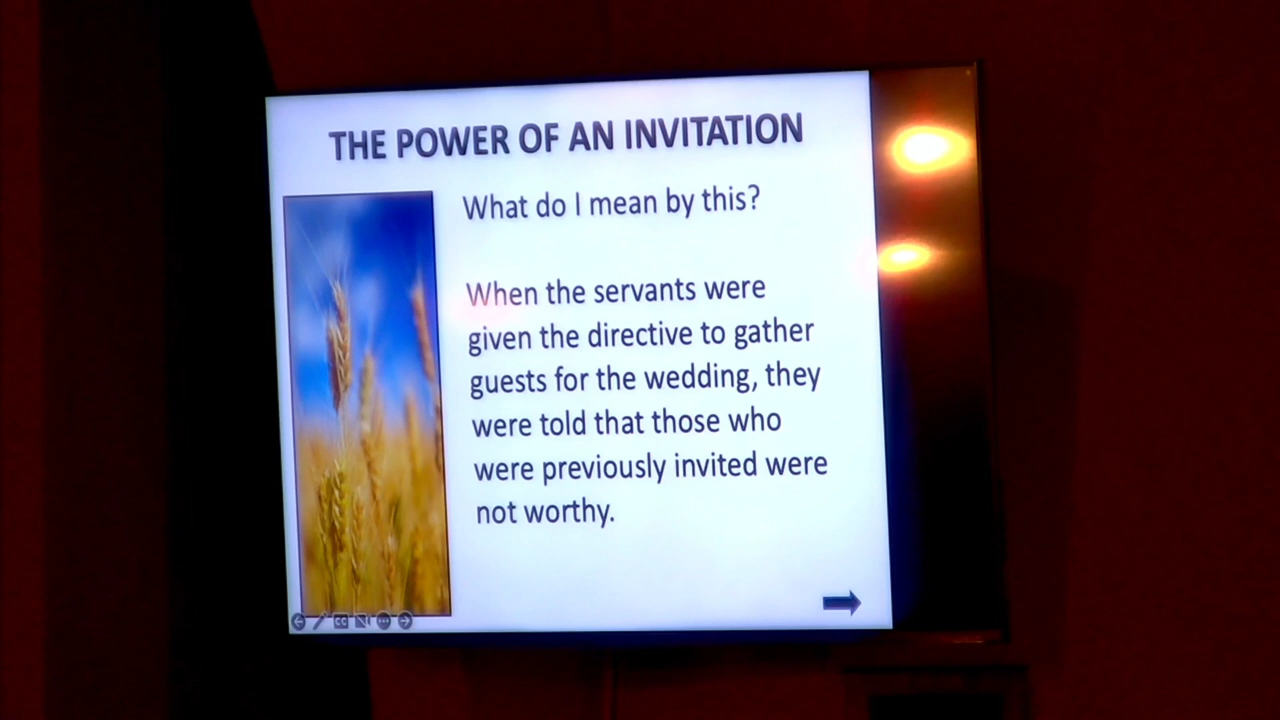 THE POWER OF AN INVITATION
What do I mean by this?
When the servants were
given the directive to gather
guests for the wedding, they
were told that those who
were previously invited were
not worthy.
CC